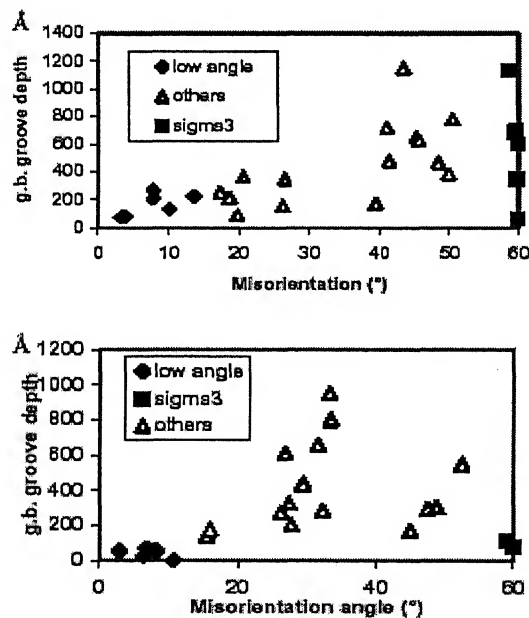 Å
1400
1200
1000
800
600
400
200
0
g.b. groove depth
low angle
others
sigma3
0 10 20 30 40 50 60
Misorientation (°)
Å
1200
1000
800
600
400
200
0
g.b. groove depth
low angle
sigma3
others
0 20 40 60
Misorientation angle (°)